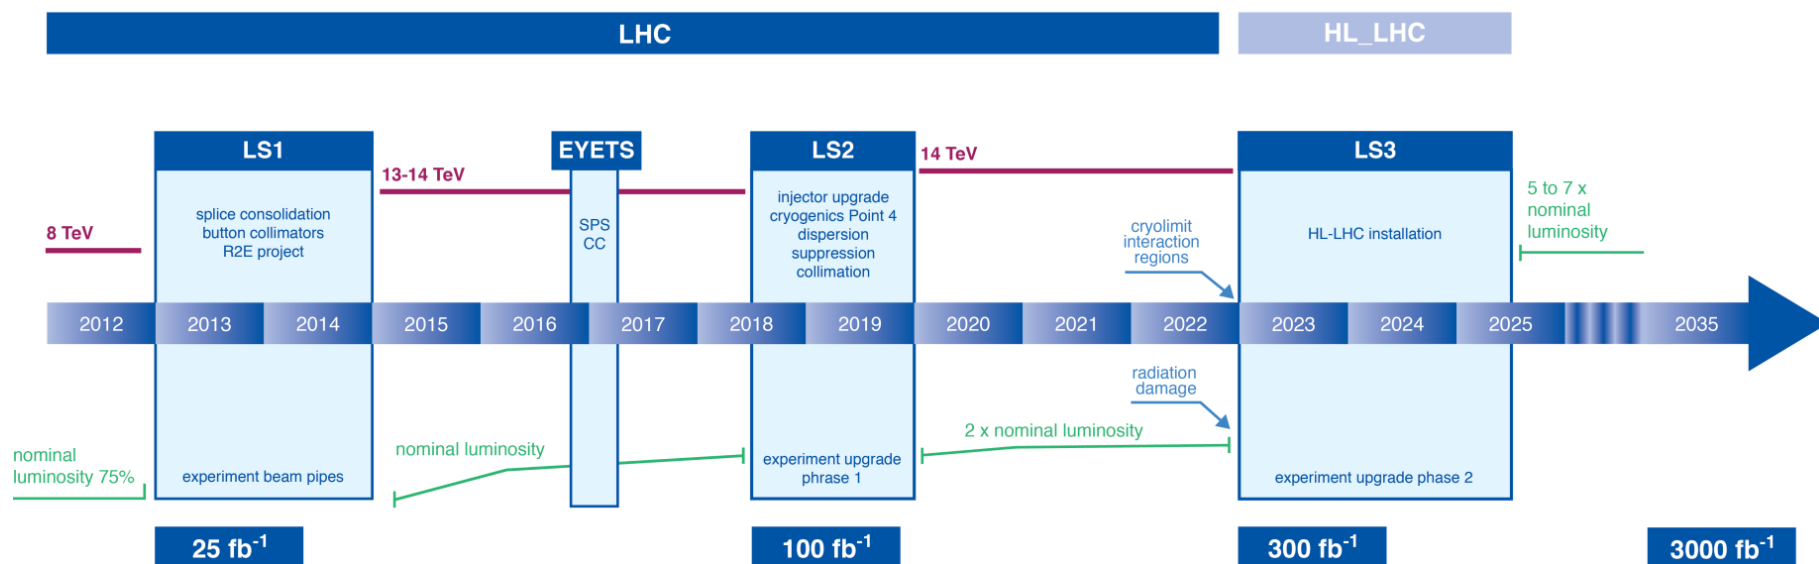 LHC
HL_LHC
LS1
EYETS
LS2
LS3
8 TeV
13-14 TeV
14 TeV
splice consolidation
button collimators
R2E project
SPS
CC
injector upgrade
cryogenics Point 4
dispersion
suppression
collimation
cryolimit
interaction
regions
HL-LHC installation
5 to 7 x
nominal
luminosity
2012
2013
2014
2015
2016
2017
2018
2019
2020
2021
2022
2023
2024
2025
2035
radiation
damage
nominal
luminosity 75%
experiment beam pipes
nominal luminosity
experiment upgrade
phrase 1
2 x nominal luminosity
experiment upgrade phase 2
25 fb-1
100 fb-1
300 fb-1
3000 fb-1